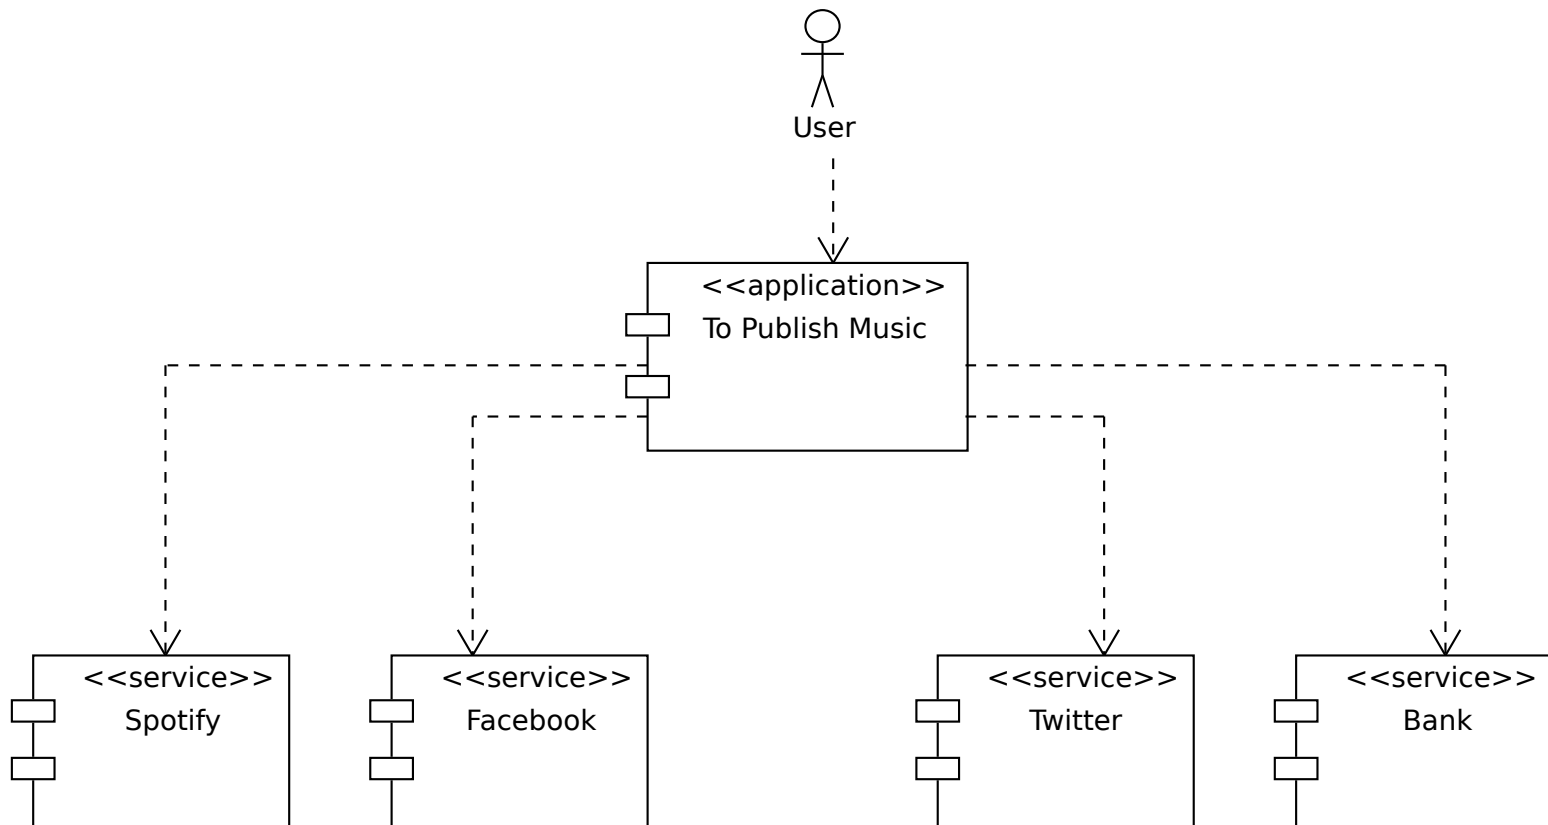 User
<<application>>
To Publish Music
<<service>>
Spotify
<<service>>
Facebook
<<service>>
Twitter
<<service>>
Bank